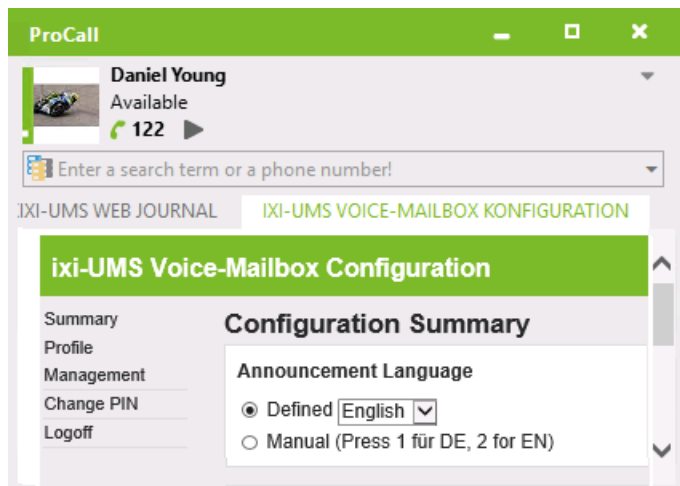 ProCall
Daniel Young
Available
122
Enter a search term or a phone number!
IXI-UMS WEB JOURNAL IXI-UMS VOICE-MAILBOX KONFIGURATION
ixi-UMS Voice-Mailbox Configuration
Summary
Profile
Management
Change PIN
Logoff
Configuration Summary
Announcement Language
Defined English
Manual (Press 1 für DE, 2 for EN)